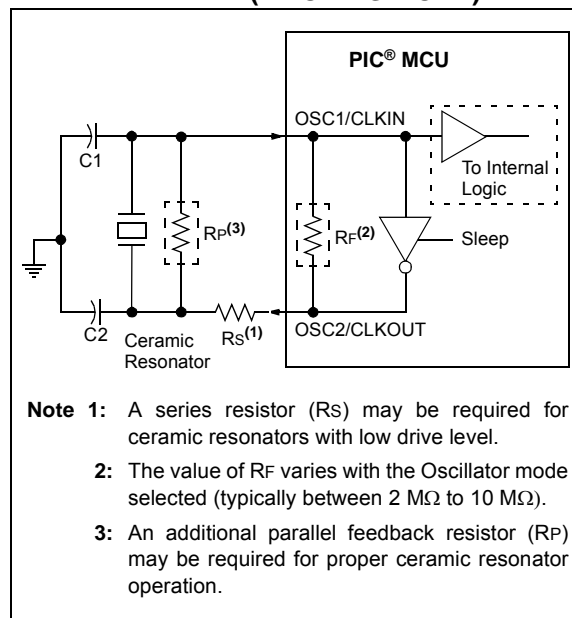 PIC® MCU
OSC1/CLKIN
C1
To Internal
Logic
RP(3)
RF(2)
Sleep
C2
Ceramic
Resonator
RS(1)
OSC2/CLKOUT
Note 1: A series resistor (RS) may be required for
ceramic resonators with low drive level.
2: The value of RF varies with the Oscillator mode
selected (typically between 2 MΩ to 10 MΩ).
3: An additional parallel feedback resistor (RP)
may be required for proper ceramic resonator
operation.